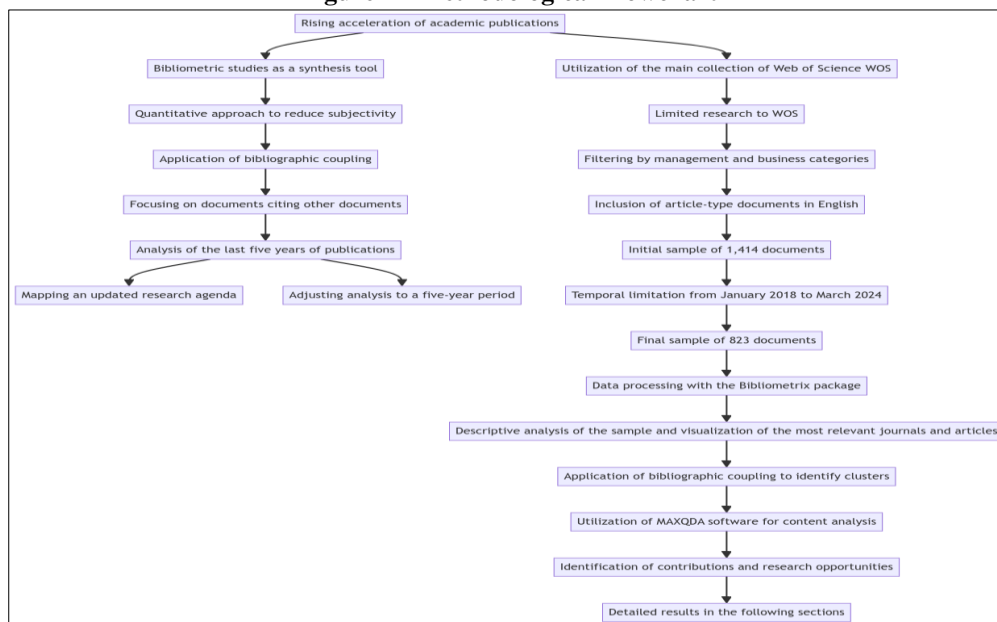 Rising acceleration of academic publications
Bibliometric studies as a synthesis tool
Utilization of the main collection of Web of Science WOS
Quantitative approach to reduce subjectivity
Limited research to WOS
Application of bibliographic coupling
Filtering by management and business categories
Focusing on documents citing other documents
Inclusion of article-type documents in English
Analysis of the last five years of publications
Initial sample of 1,414 documents
Mapping an updated research agenda
Adjusting analysis to a five-year period
Temporal limitation from January 2018 to March 2024
Final sample of 823 documents
Data processing with the Bibliometrix package
Descriptive analysis of the sample and visualization of the most relevant journals and articles
Application of bibliographic coupling to identify clusters
Utilization of MAXQDA software for content analysis
Identification of contributions and research opportunities
Detailed results in the following sections